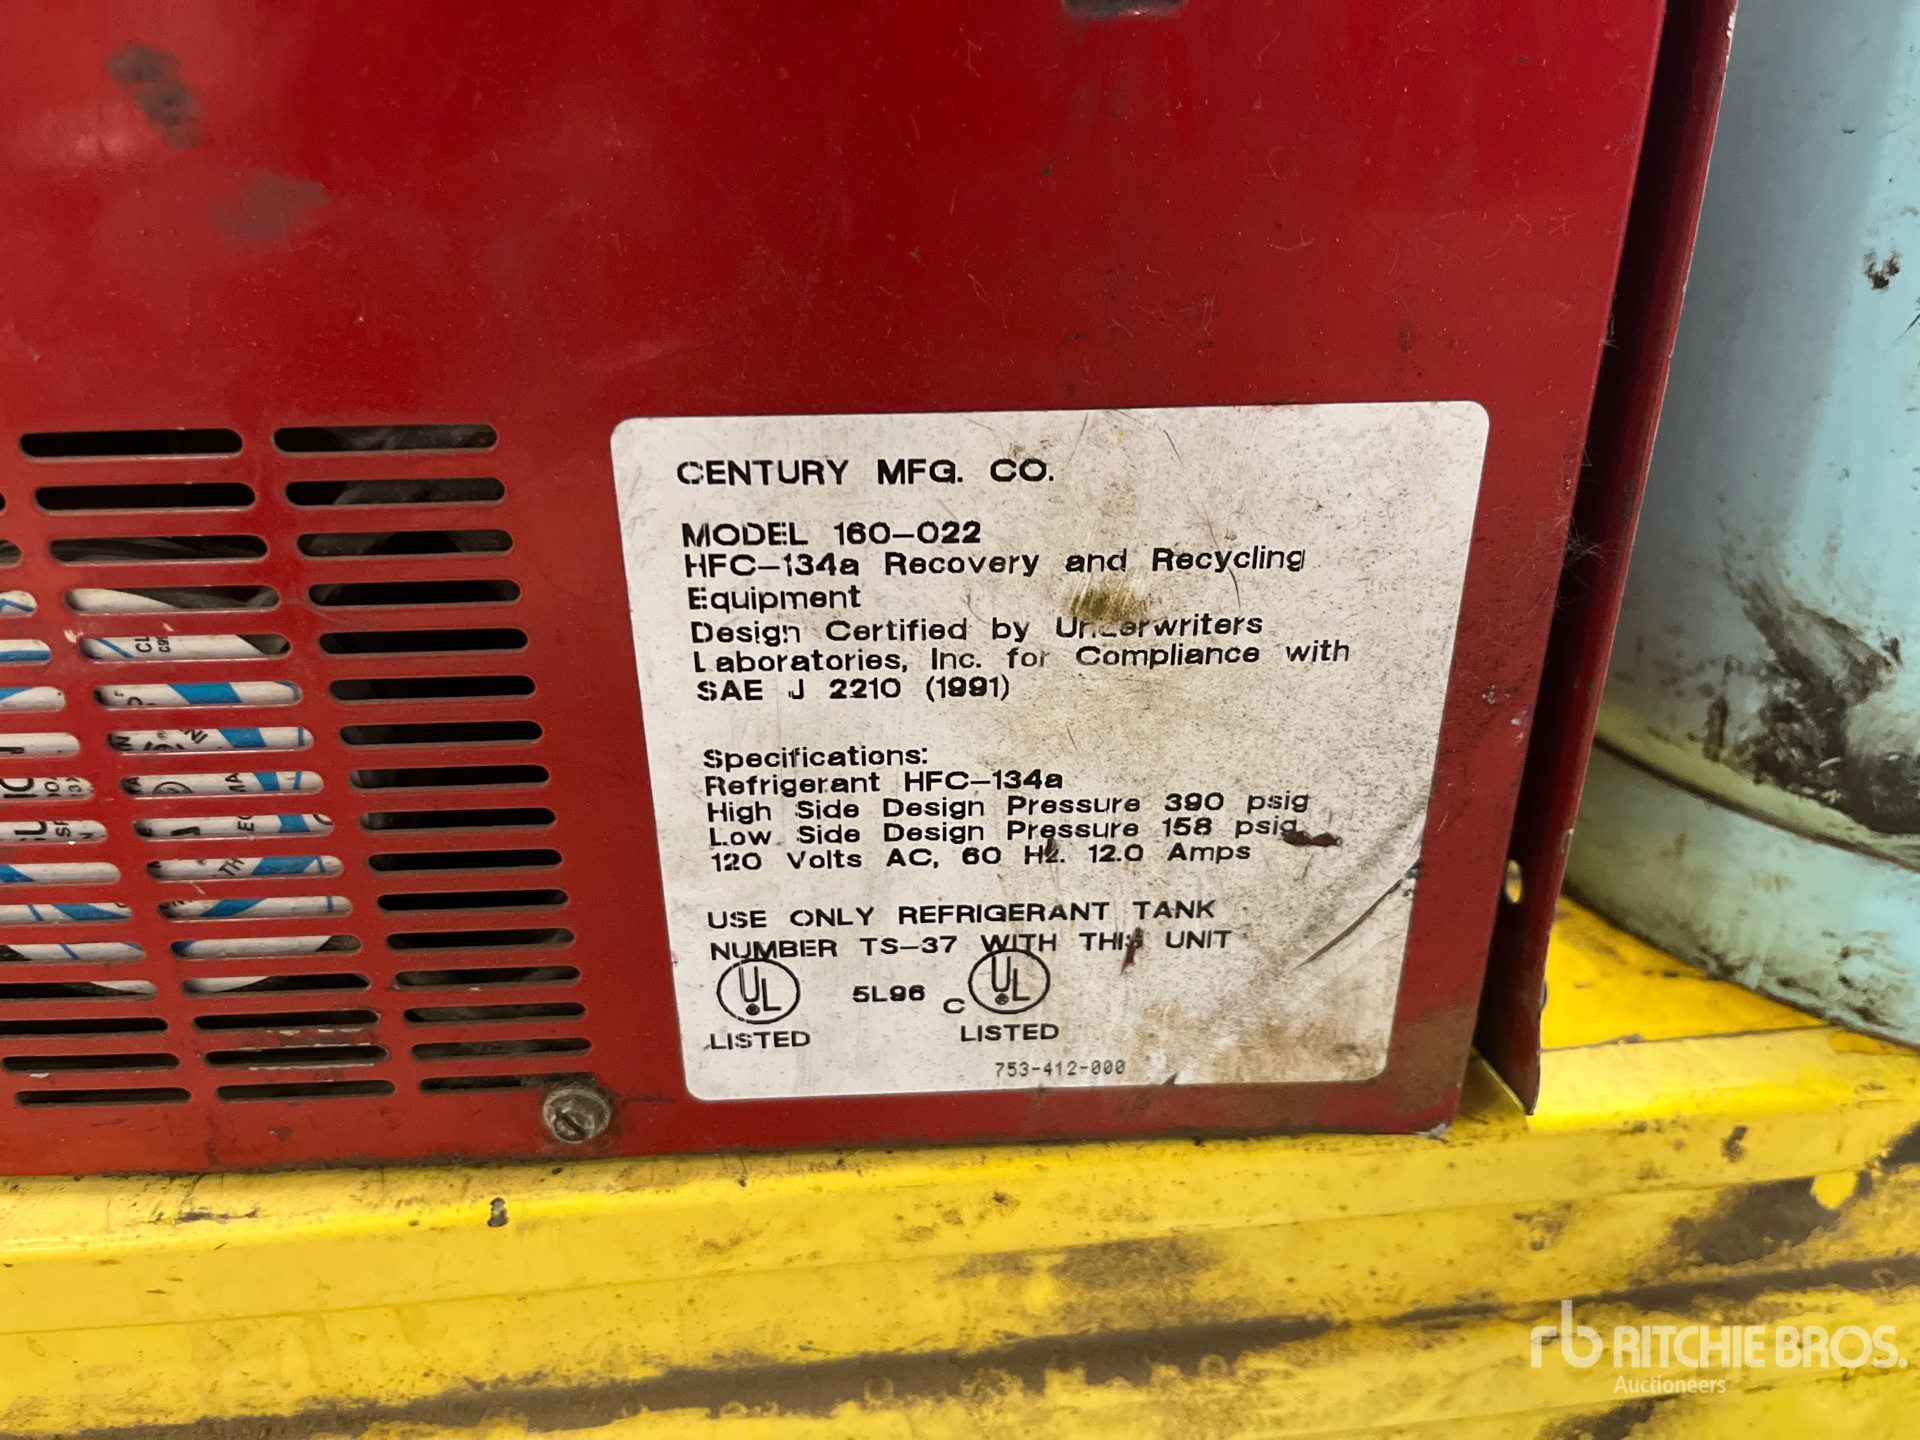 CENTURY MFG. CO.
MODEL 160-022
HFC-134a Recovery and Recycling
Equipment
Design Certified by Underwriters
Laboratories, Inc. for Compliance with
SAE J 2210 (1991)
Specifications:
Refrigerant HFC-134a
High Side Design Pressure 390 psig
Low Side Design Pressure 158 psig
120 Volts AC, 60 Hz. 12.0 Amps
USE ONLY REFRIGERANT TANK
NUMBER TS-37 WITH THIS UNIT
UL 5L96 C UL
LISTED LISTED
753-412-000
rb RITCHIE BROS.
Auctioneers